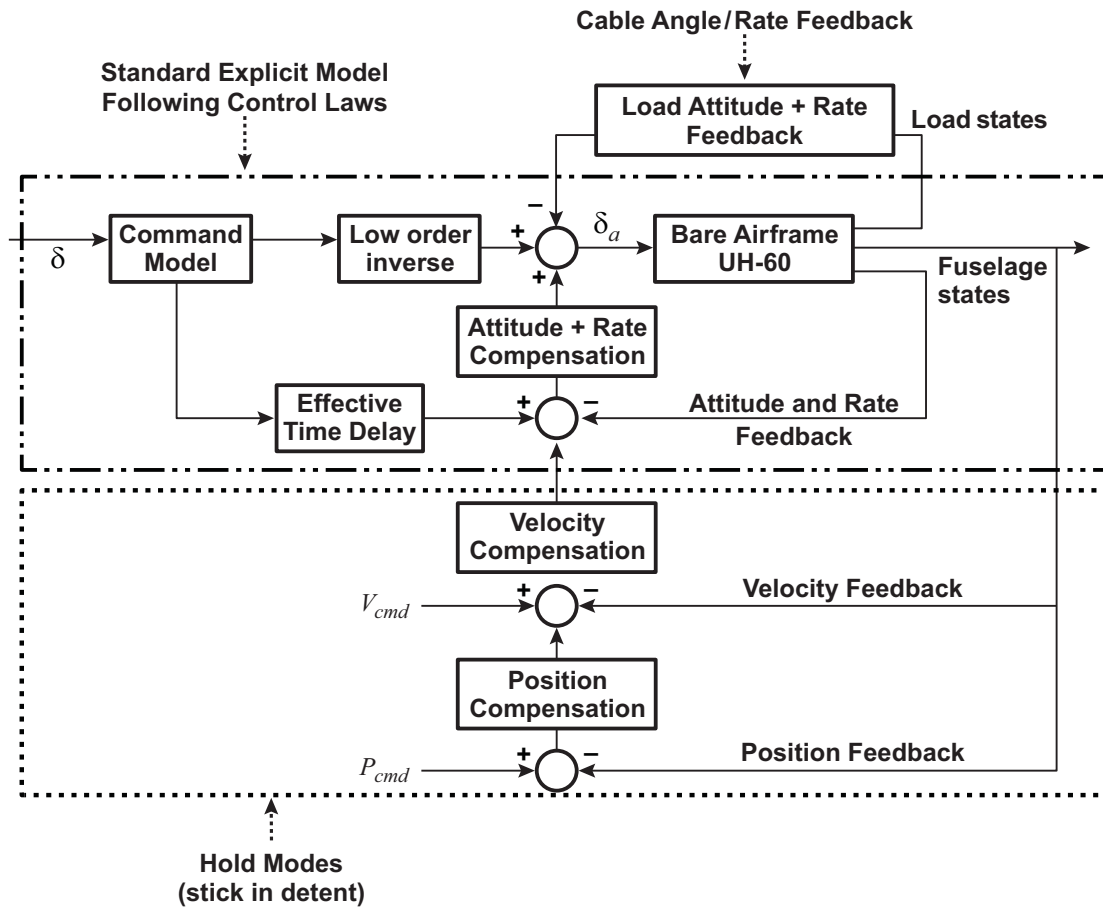 Cable Angle/Rate Feedback
Standard Explicit Model
Following Control Laws
Load Attitude + Rate
Feedback
Load states
−
δ
Command
Model
Low order
inverse
+
+
δa
Bare Airframe
UH-60
Fuselage
states
Attitude + Rate
Compensation
Effective
Time Delay
+
−
Attitude and Rate
Feedback
Velocity
Compensation
Vcmd
+
−
Velocity Feedback
Position
Compensation
Pcmd
+
−
Position Feedback
Hold Modes
(stick in detent)